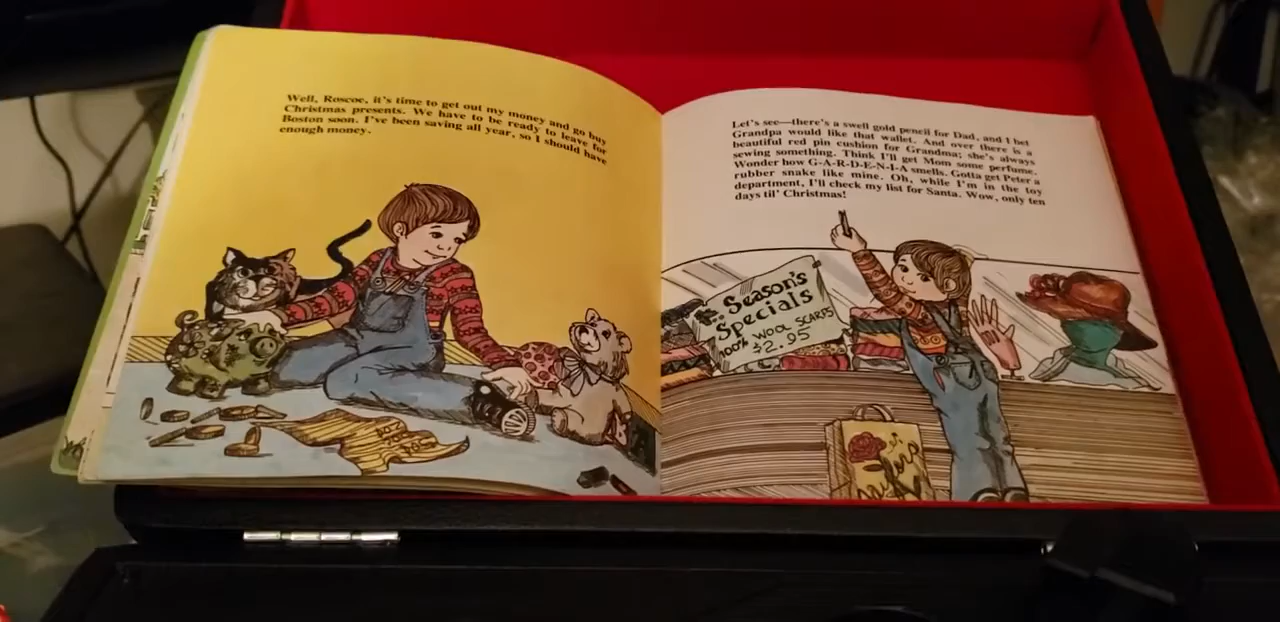 Well, Roscoe, it's time to get out my money and go buy
Christmas presents. We have to be ready to leave for
Boston soon. I've been saving all year, so I should have
enough money.
Let's see—there's a swell gold pencil for Dad, and I bet
Grandpa would like that wallet. And over there is a
beautiful red pin cushion for Grandma; she's always
sewing something. Think I'll get Mom some perfume.
Wonder how G-A-R-D-E-N-I-A smells. Gotta get Peter a
rubber snake like mine. Oh, while I'm in the toy
department, I'll check my list for Santa. Wow, only ten
days til' Christmas!
Season's
Specials
100% WOOL SCARFS
$2.95